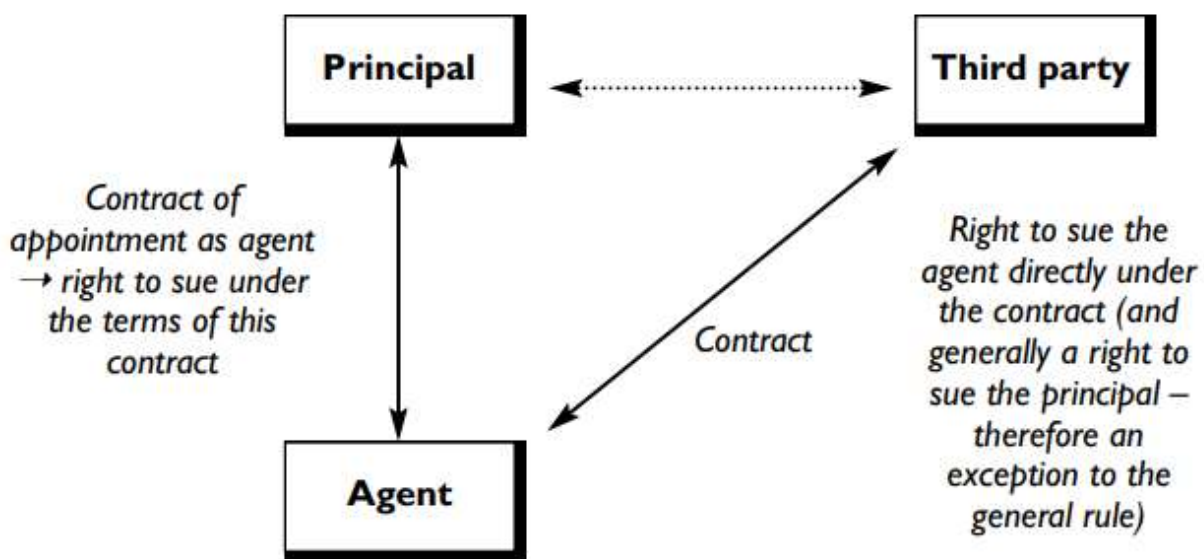 Principal
Third party
Contract of
appointment as agent
→ right to sue under
the terms of this
contract
Contract
Right to sue the
agent directly under
the contract (and
generally a right to
sue the principal –
therefore an
exception to the
general rule)
Agent